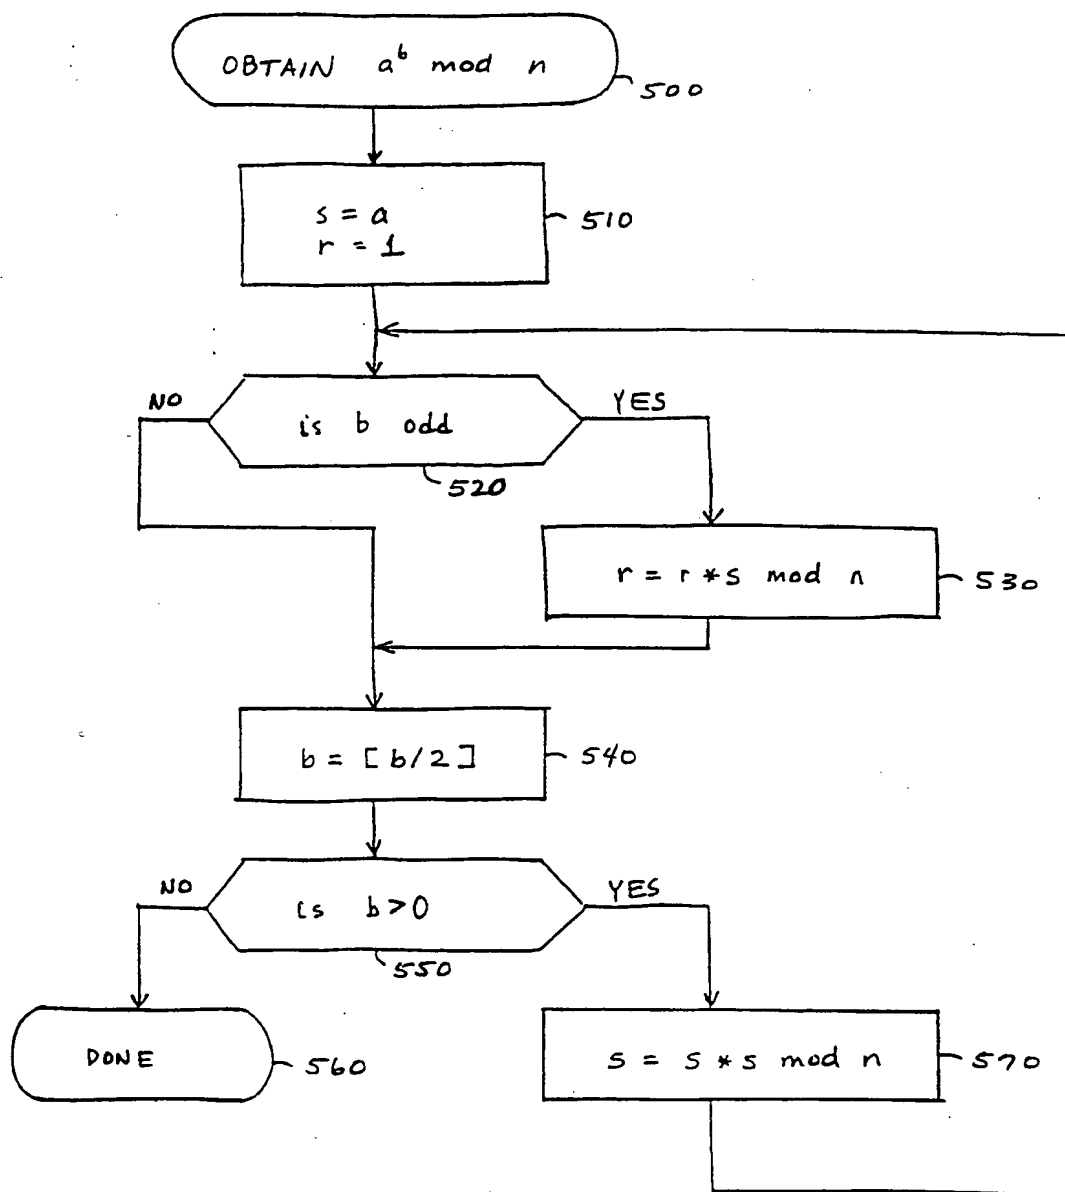 OBTAIN a^b mod n
500
s = a
r = 1
510
NO
is b odd
YES
520
r = r * s mod n
530
b = [b/2]
540
NO
is b>0
YES
550
DONE
560
s = s * s mod n
570